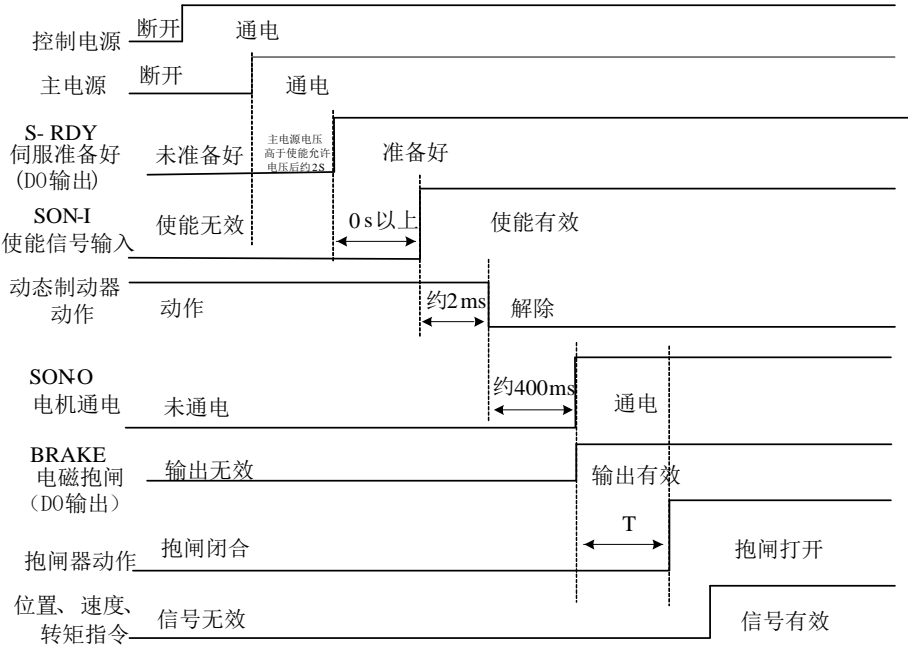 控制电源 断开 通电
主电源 断开 通电
S- RDY
伺服准备好
(DO输出)
未准备好
主电源电压
高于使能允许
电压后约2S
准备好
SON-I
使能信号输入
使能无效 0s以上 使能有效
动态制动器
动作
动作 约2ms 解除
SONO
电机通电
未通电 约400ms 通电
BRAKE
电磁抱闸
(DO输出)
输出无效 输出有效
抱闸器动作 抱闸闭合 T 抱闸打开
位置、速度、
转矩指令
信号无效 信号有效